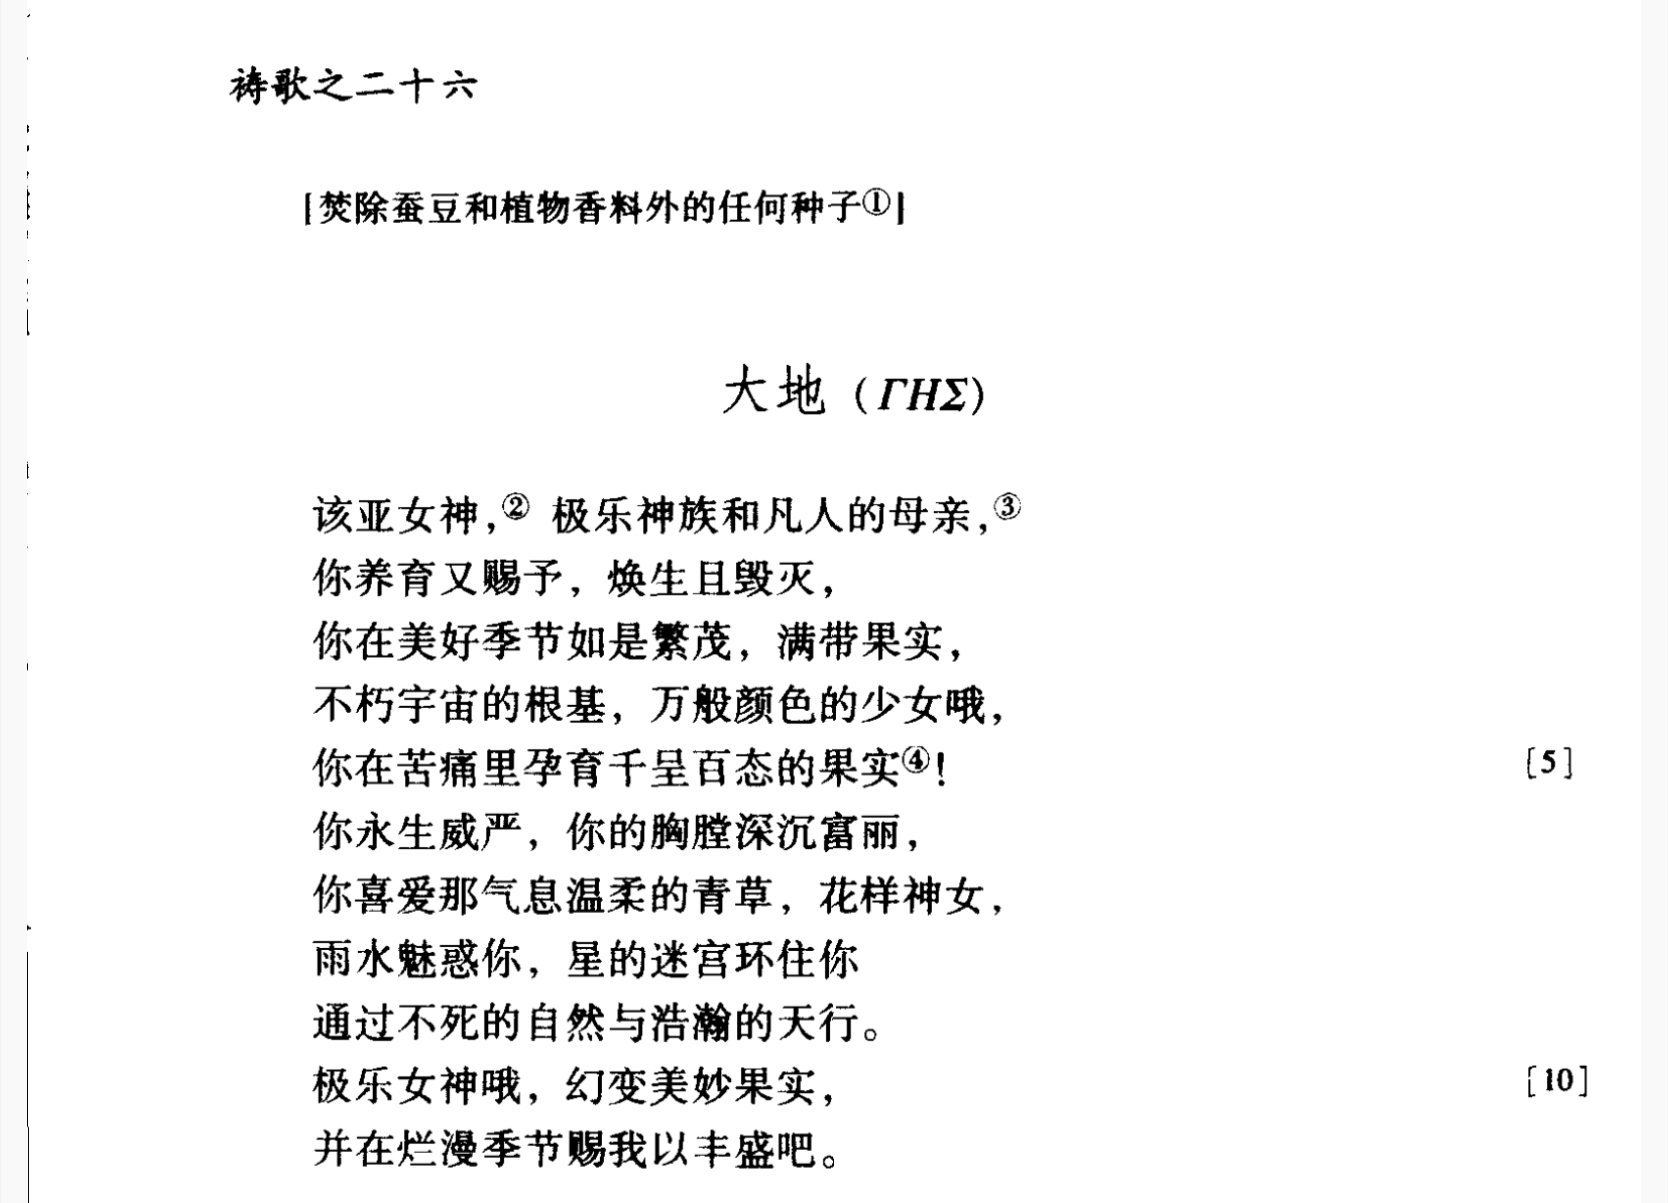 祷歌之二十六
[焚除蚕豆和植物香料外的任何种子①]
大地（ΓΗΣ）
该亚女神，② 极乐神族和凡人的母亲，③
你养育又赐予，焕生且毁灭，
你在美好季节如是繁茂，满带果实，
不朽宇宙的根基，万般颜色的少女哦，
你在苦痛里孕育千呈百态的果实④！ [5]
你永生威严，你的胸膛深沉富丽，
你喜爱那气息温柔的青草，花样神女，
雨水魅惑你，星的迷宫环住你
通过不死的自然与浩瀚的天行。
极乐女神哦，幻变美妙果实， [10]
并在烂漫季节赐我以丰盛吧。